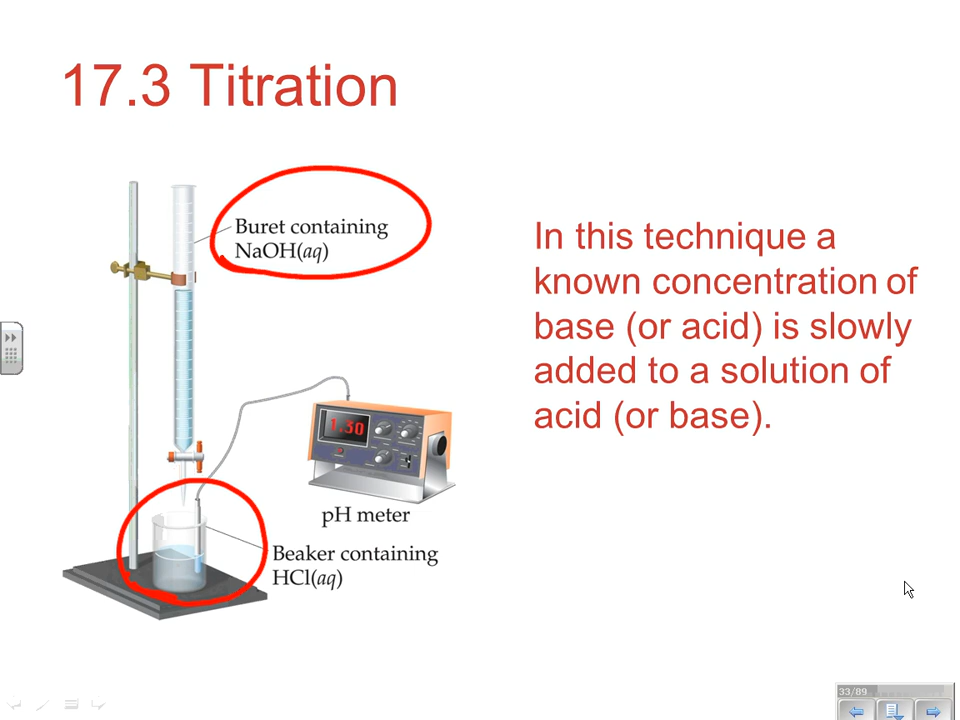 17.3 Titration
Buret containing
NaOH(aq)
In this technique a
known concentration of
base (or acid) is slowly
added to a solution of
acid (or base).
1.30
pH meter
Beaker containing
HCl(aq)
33/89